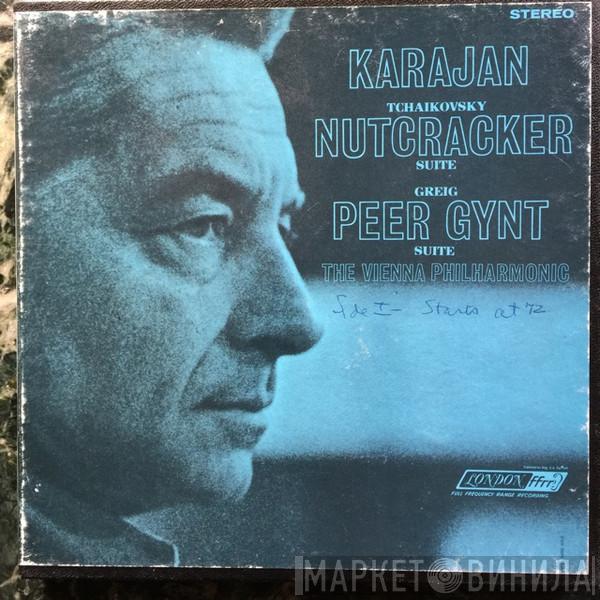 STEREO
KARAJAN
TCHAIKOVSKY
NUTCRACKER
SUITE
GREIG
PEER GYNT
SUITE
THE VIENNA PHILHARMONIC
Side I - Starts at 72
LONDON ffrr
FULL FREQUENCY RANGE RECORDING
МАРКЕТ ВИНИЛА